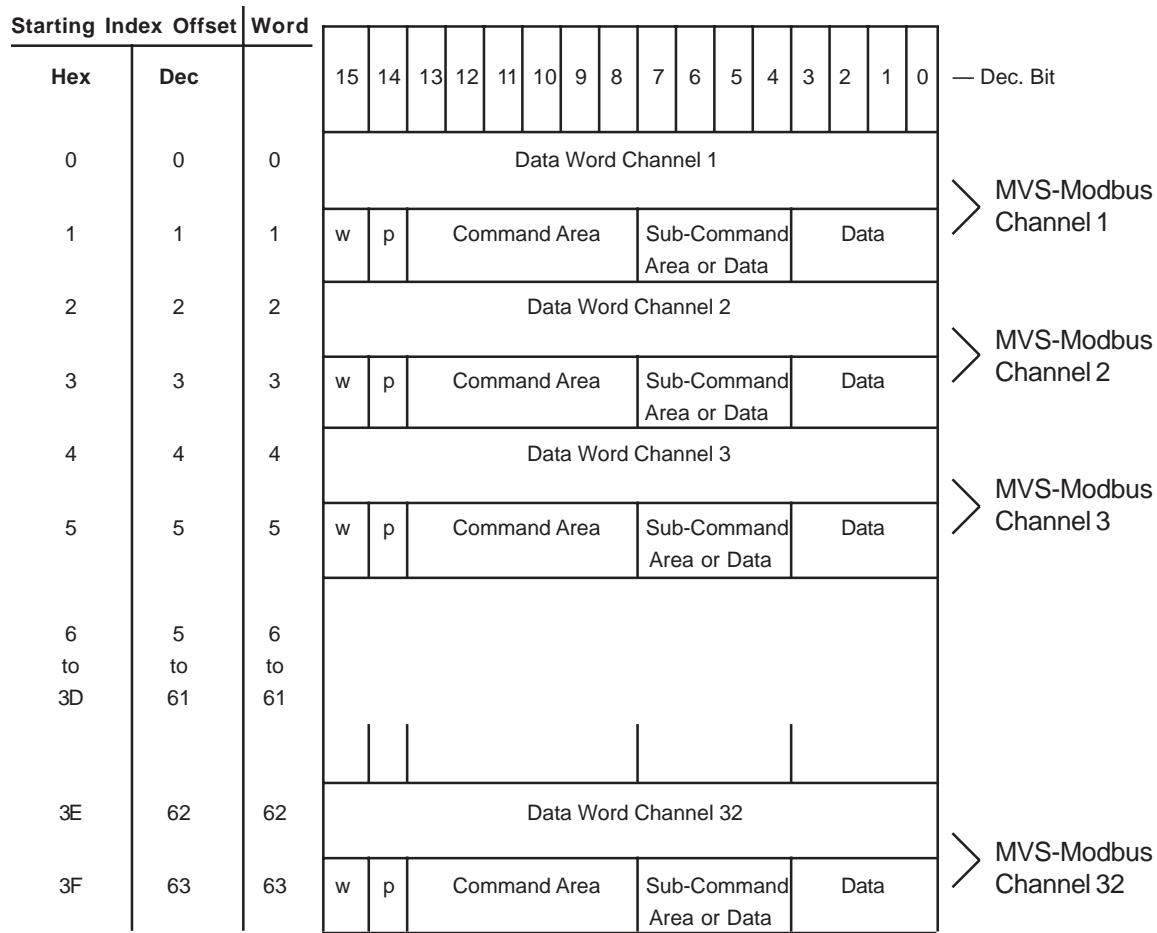 Starting Index Offset Word
Hex Dec 15 14 13 12 11 10 9 8 7 6 5 4 3 2 1 0 — Dec. Bit
0 0 0 Data Word Channel 1
MVS-Modbus
Channel 1
1 1 1 w p Command Area Sub-Command Data
Area or Data
2 2 2 Data Word Channel 2
MVS-Modbus
Channel 2
3 3 3 w p Command Area Sub-Command Data
Area or Data
4 4 4 Data Word Channel 3
MVS-Modbus
Channel 3
5 5 5 w p Command Area Sub-Command Data
Area or Data
6 5 6
to to to
3D 61 61
3E 62 62 Data Word Channel 32
MVS-Modbus
Channel 32
3F 63 63 w p Command Area Sub-Command Data
Area or Data